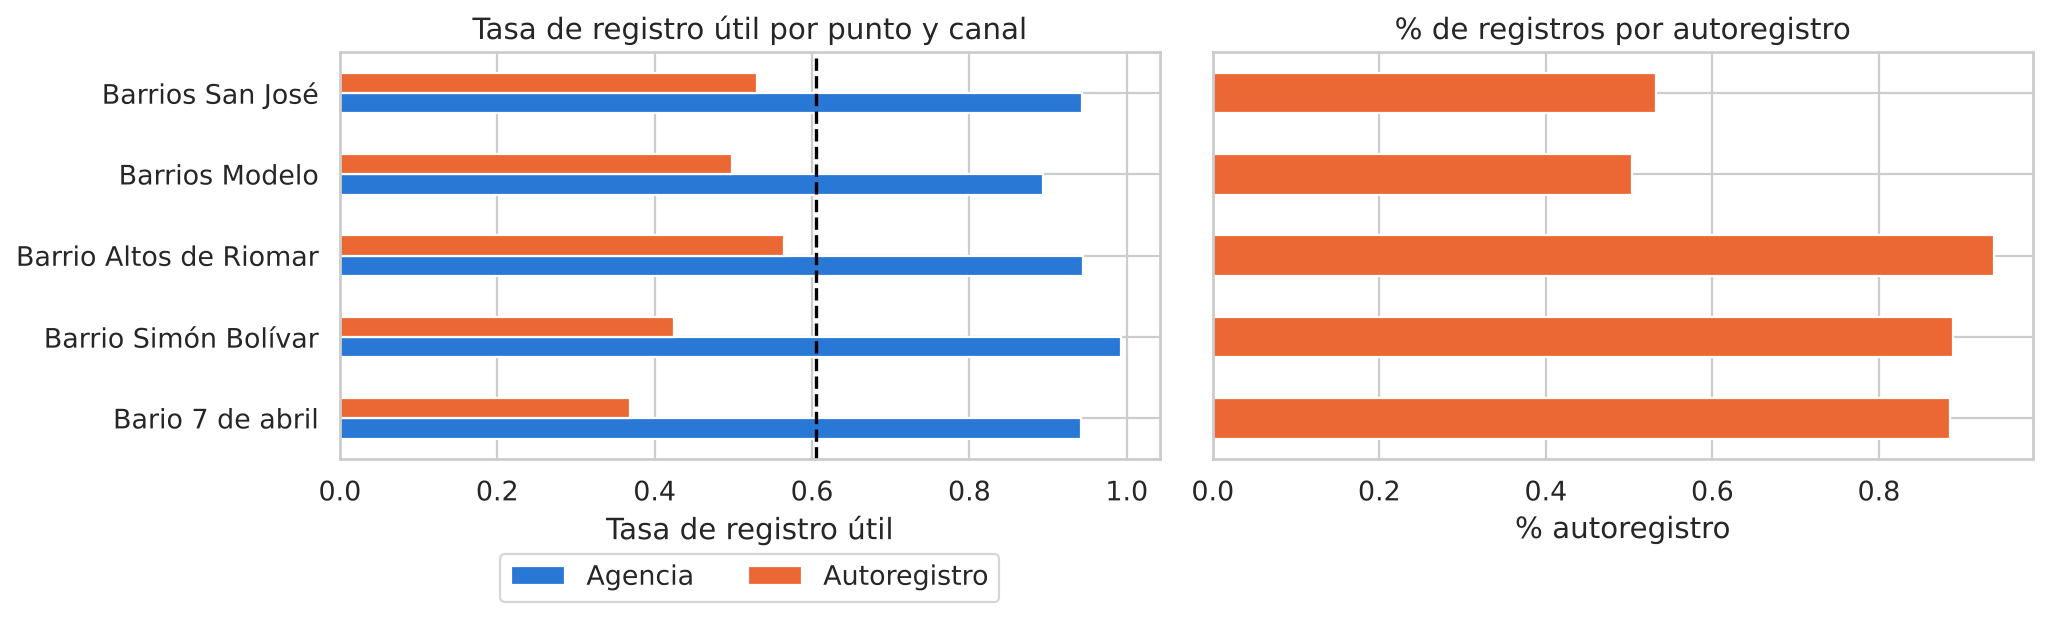 Tasa de registro útil por punto y canal
Barrios San José
Barrios Modelo
Barrio Altos de Riomar
Barrio Simón Bolívar
Bario 7 de abril
0.0 0.2 0.4 0.6 0.8 1.0
Tasa de registro útil
Agencia Autoregistro
% de registros por autoregistro
0.0 0.2 0.4 0.6 0.8
% autoregistro